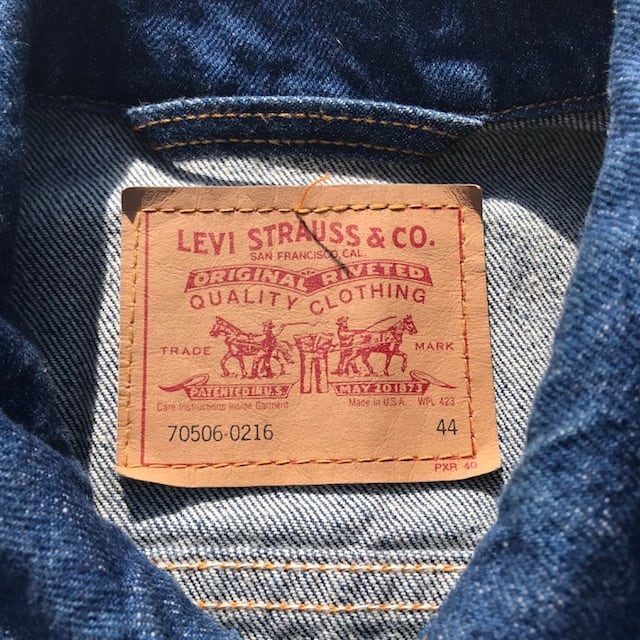 LEVI STRAUSS & CO.
SAN FRANCISCO, CAL.
ORIGINAL RIVETED
QUALITY CLOTHING
TRADE MARK
PATENTED IN U.S. MAY 20 1873
Care Instructions Inside Garment Made in U.S.A. WPL 423
70506-0216 44
PXR 40